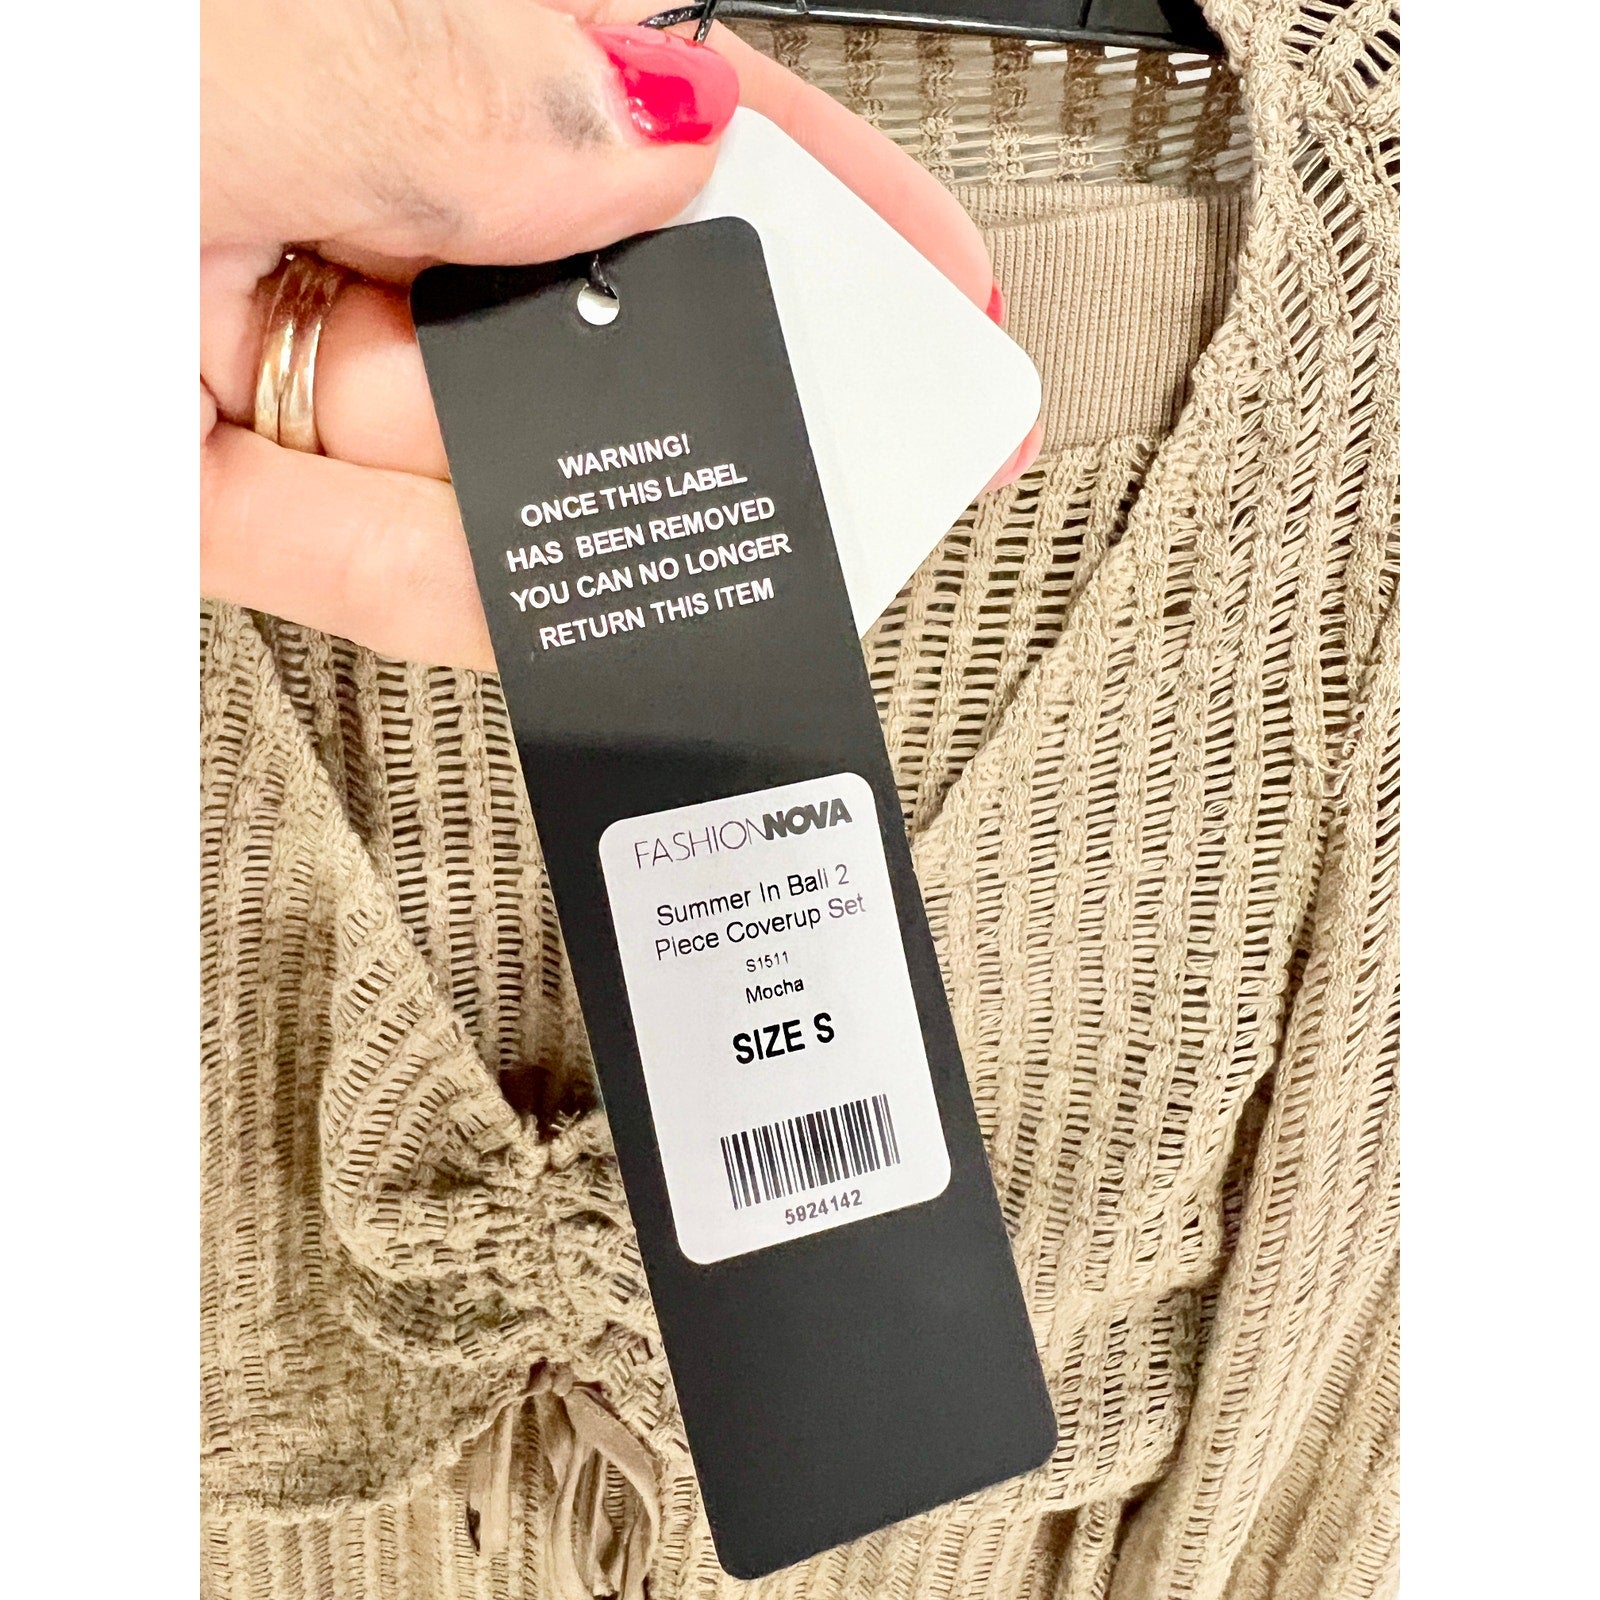 WARNING!
ONCE THIS LABEL
HAS BEEN REMOVED
YOU CAN NO LONGER
RETURN THIS ITEM
FASHIONNOVA
Summer In Bali 2
Piece Coverup Set
S1511
Mocha
SIZE S
5924142